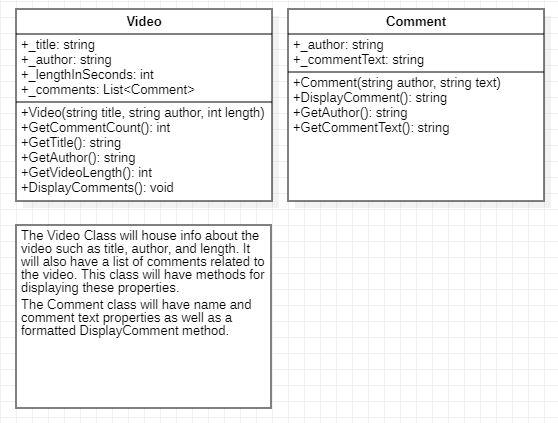 Video
+_title: string
+_author: string
+_lengthInSeconds: int
+_comments: List<Comment>
+Video(string title, string author, int length)
+GetCommentCount(): int
+GetTitle(): string
+GetAuthor(): string
+GetVideoLength(): int
+DisplayComments(): void
Comment
+_author: string
+_commentText: string
+Comment(string author, string text)
+DisplayComment(): string
+GetAuthor(): string
+GetCommentText(): string
The Video Class will house info about the
video such as title, author, and length. It
will also have a list of comments related to
the video. This class will have methods for
displaying these properties.
The Comment class will have name and
comment text properties as well as a
formatted DisplayComment method.